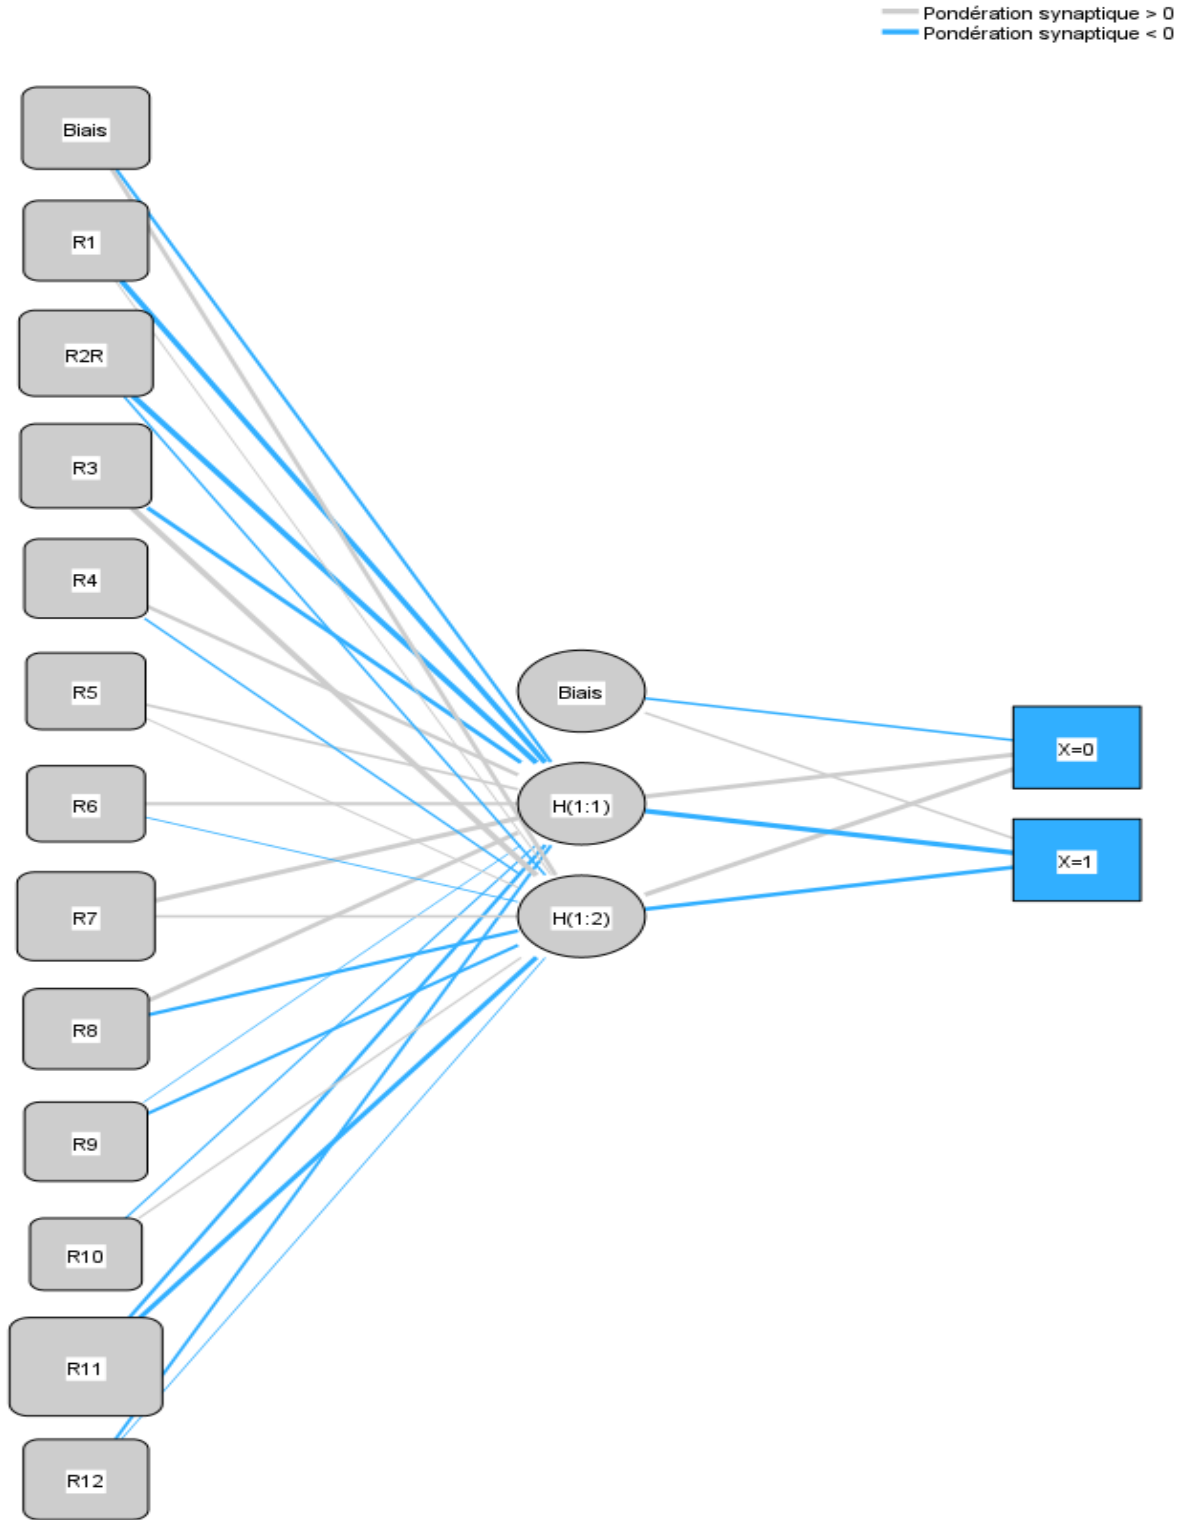 Pondération synaptique > 0
Pondération synaptique < 0
Biais
R1
R2R
R3
R4
R5
R6
R7
R8
R9
R10
R11
R12
Biais
H(1:1)
H(1:2)
X=0
X=1